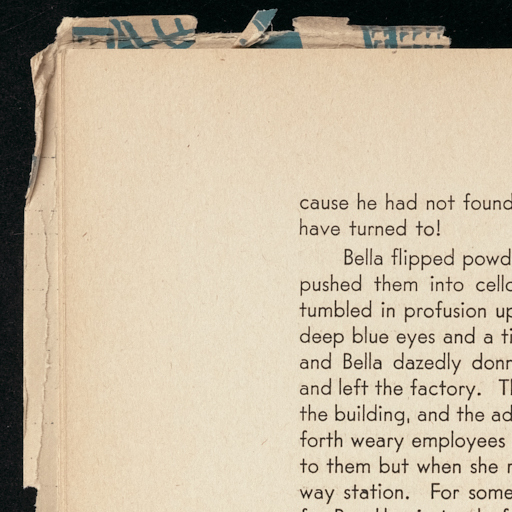 cause he had not found
have turned to!
Bella flipped powd
pushed them into cello
tumbled in profusion up
deep blue eyes and a ti
and Bella dazedly donn
and left the factory. Th
the building, and the ad
forth weary employees
to them but when she r
way station. For some